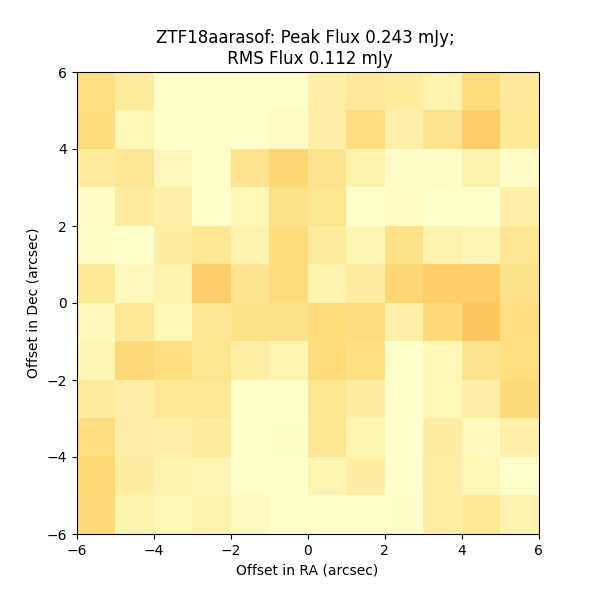 ZTF18aarasof: Peak Flux 0.243 mJy;
RMS Flux 0.112 mJy
6
4
2
0
−2
−4
−6
Offset in Dec (arcsec)
−6 −4 −2 0 2 4 6
Offset in RA (arcsec)